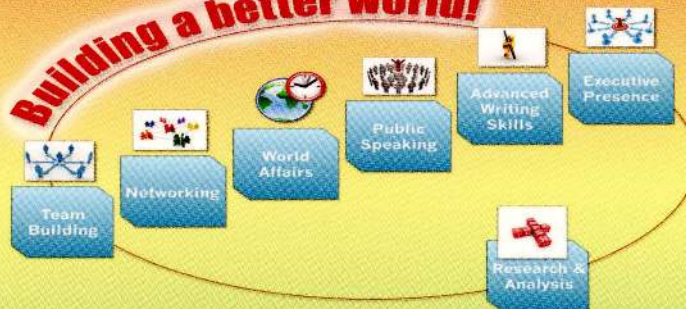 Building a better world!
Team
Building
Networking
World
Affairs
Public
Speaking
Advanced
Writing
Skills
Executive
Presence
Research &
Analysis